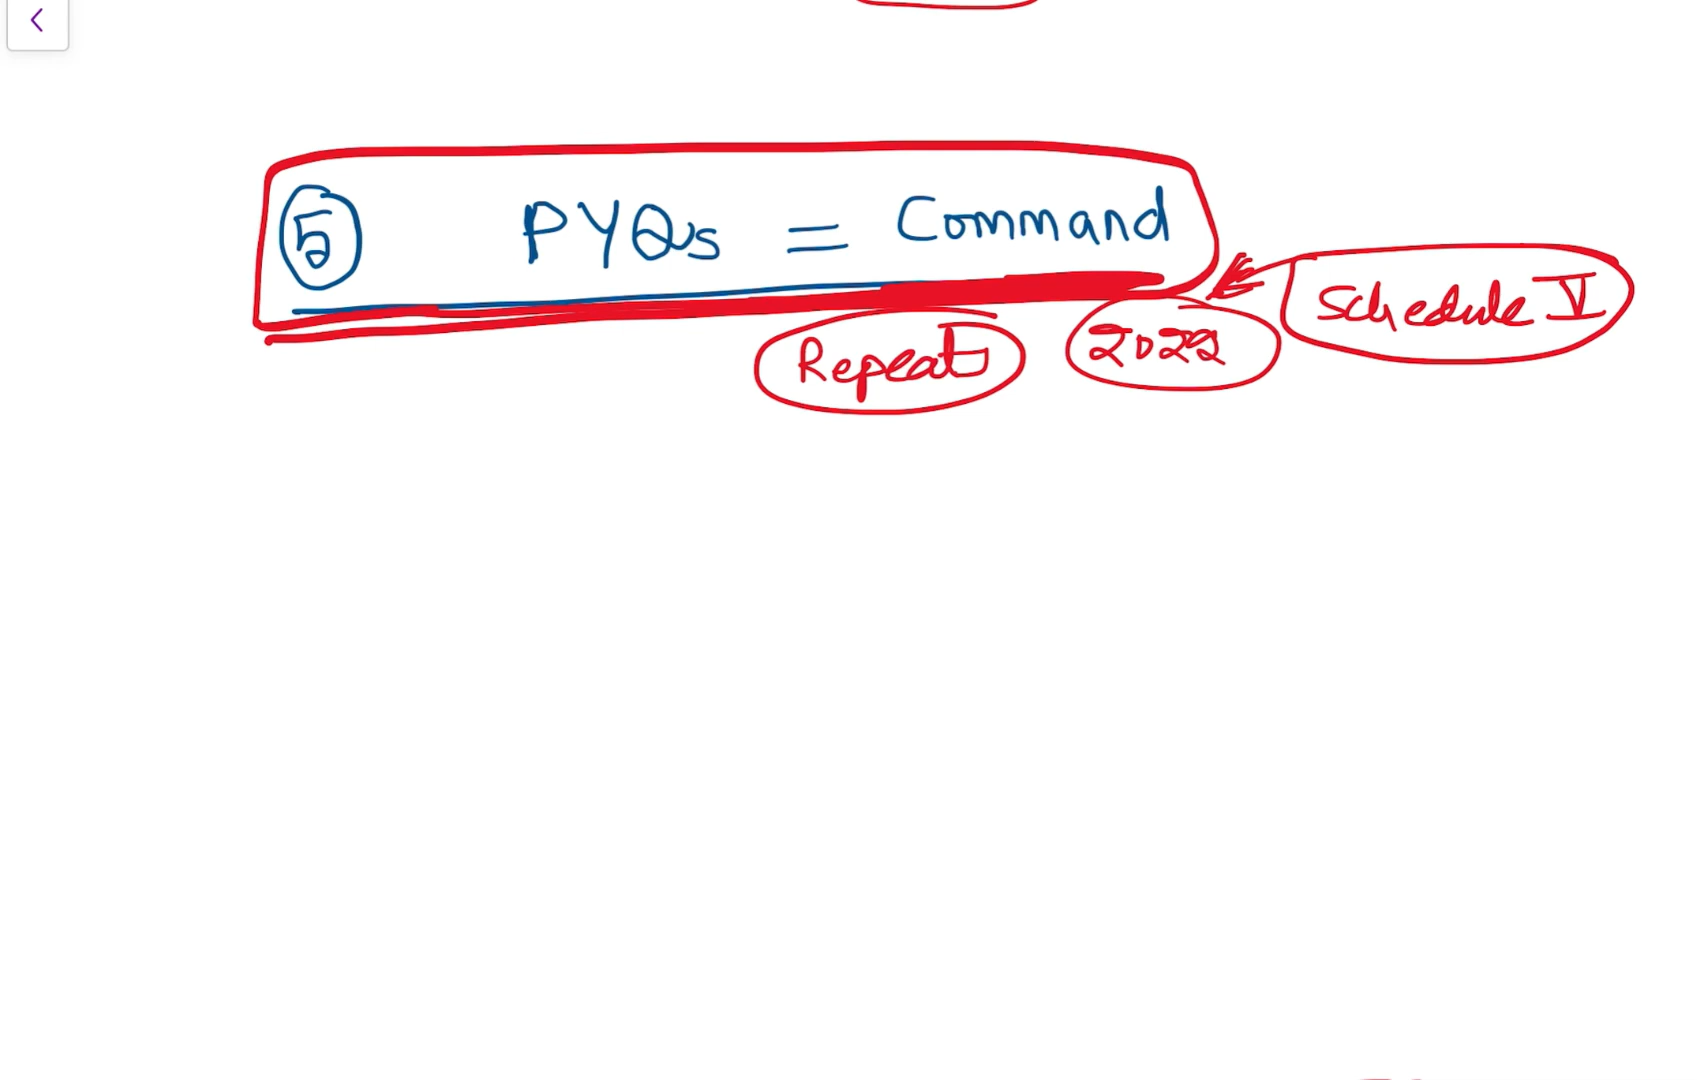 5 PYQs = Command
Schedule V
Repeat 2022